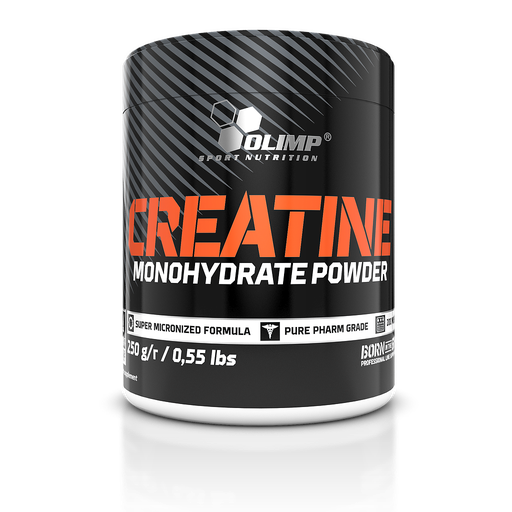 OLIMP®
SPORT NUTRITION
CREATINE
MONOHYDRATE POWDER
SUPER MICRONIZED FORMULA PURE PHARM GRADE
250 g/г / 0,55 lbs
BORN
PROFESSIONAL